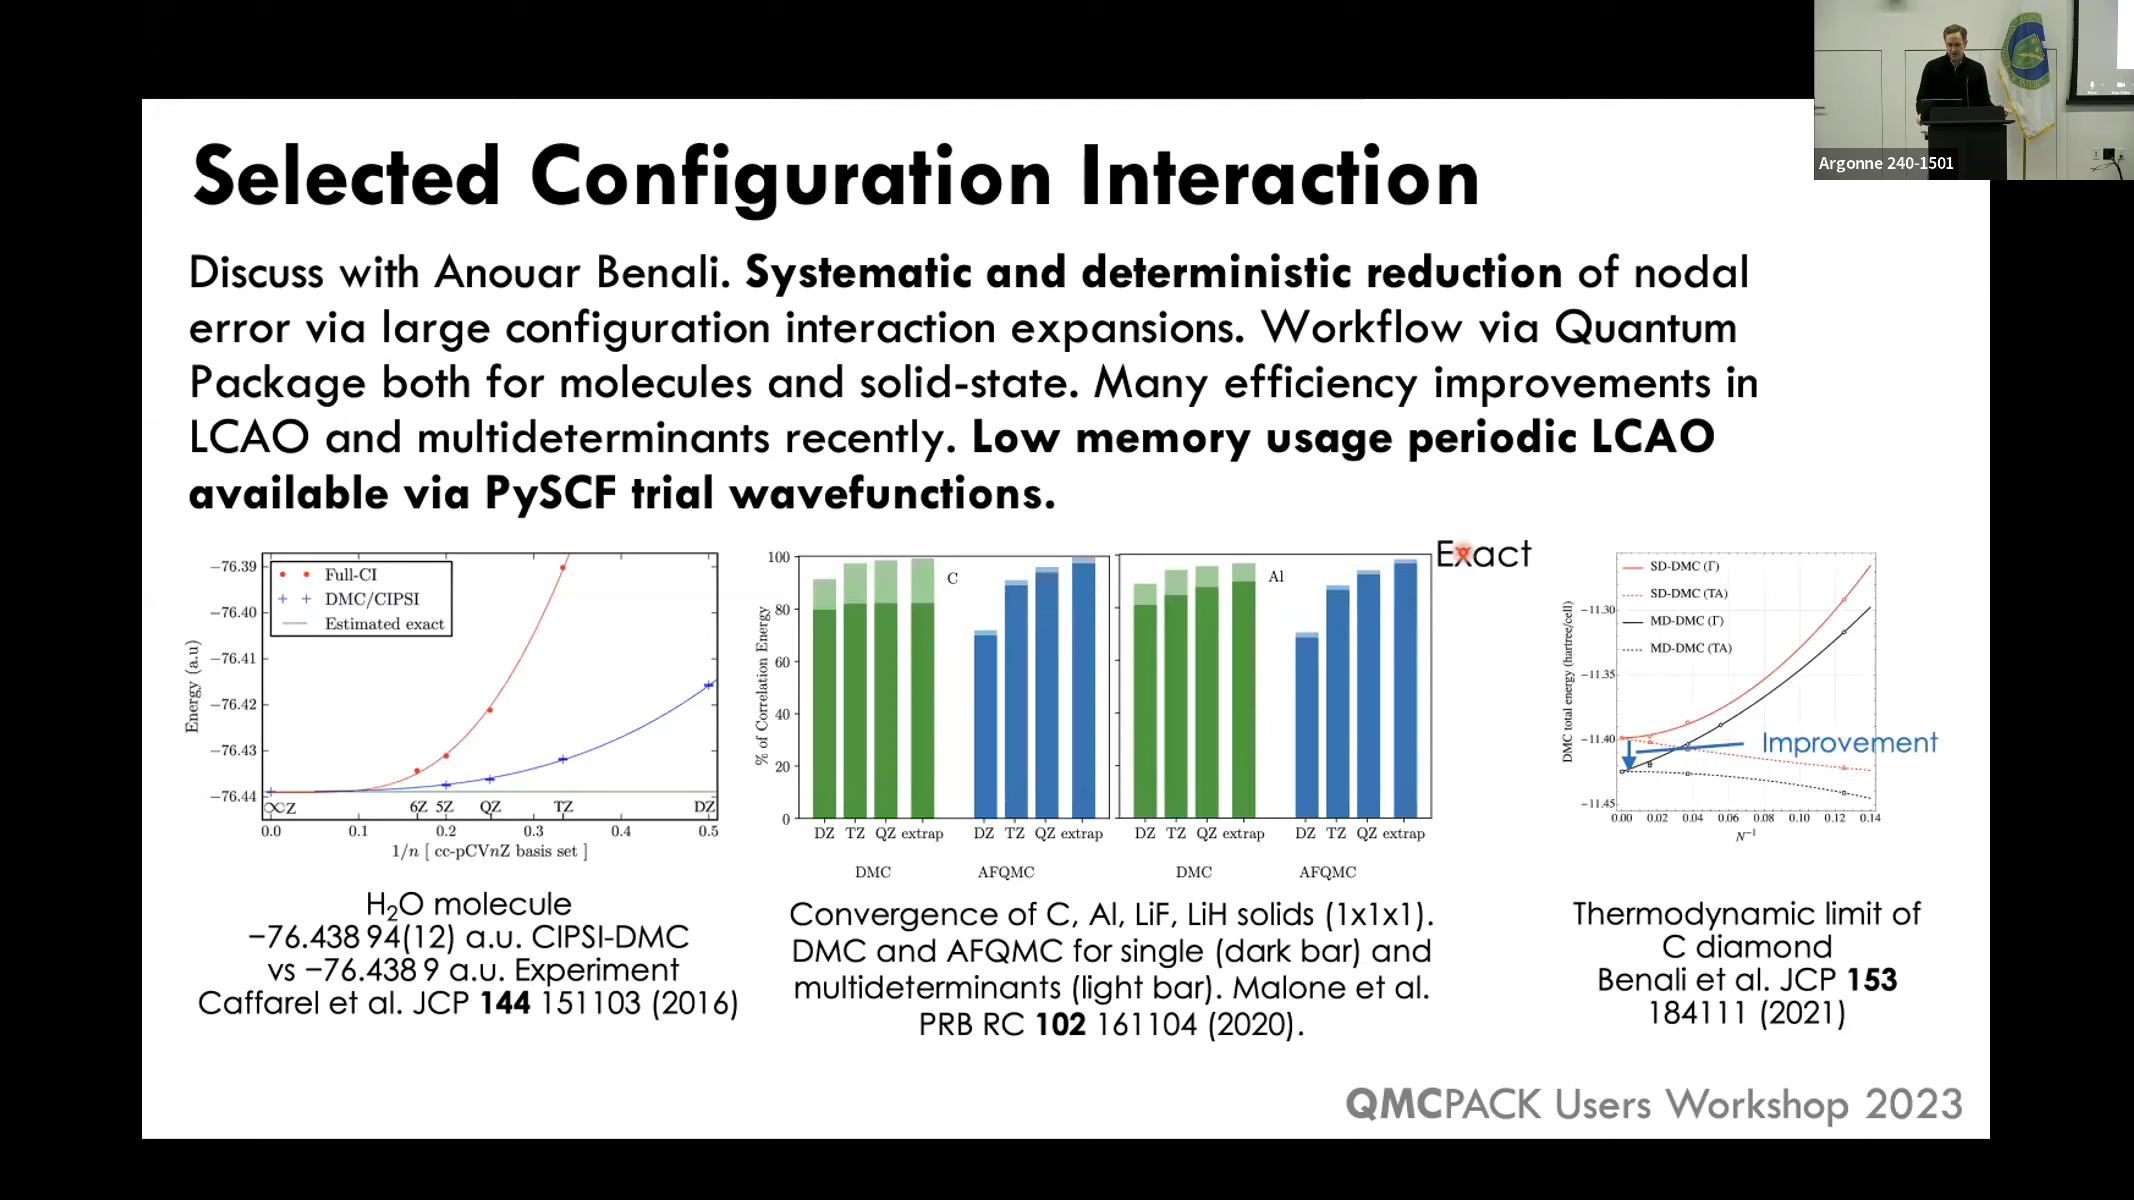 Argonne 240-1501
Selected Configuration Interaction
Discuss with Anouar Benali. Systematic and deterministic reduction of nodal
error via large configuration interaction expansions. Workflow via Quantum
Package both for molecules and solid-state. Many efficiency improvements in
LCAO and multideterminants recently. Low memory usage periodic LCAO
available via PySCF trial wavefunctions.
Energy (a.u)
−76.39
−76.40
−76.41
−76.42
−76.43
−76.44
Full-CI
DMC/CIPSI
Estimated exact
∞Z 6Z 5Z QZ TZ DZ
0.0 0.1 0.2 0.3 0.4 0.5
1/n [ cc-pCVnZ basis set ]
H₂O molecule
−76.438 94(12) a.u. CIPSI-DMC
vs −76.438 9 a.u. Experiment
Caffarel et al. JCP 144 151103 (2016)
% of Correlation Energy
100
80
60
40
20
0
C
Al
Exact
DZ TZ QZ extrap DZ TZ QZ extrap DZ TZ QZ extrap DZ TZ QZ extrap
DMC AFQMC DMC AFQMC
Convergence of C, Al, LiF, LiH solids (1x1x1).
DMC and AFQMC for single (dark bar) and
multideterminants (light bar). Malone et al.
PRB RC 102 161104 (2020).
DMC total energy (hartree/cell)
−11.30
−11.35
−11.40
−11.45
SD-DMC (Γ)
SD-DMC (TA)
MD-DMC (Γ)
MD-DMC (TA)
Improvement
0.00 0.02 0.04 0.06 0.08 0.10 0.12 0.14
N⁻¹
Thermodynamic limit of
C diamond
Benali et al. JCP 153
184111 (2021)
QMCPACK Users Workshop 2023